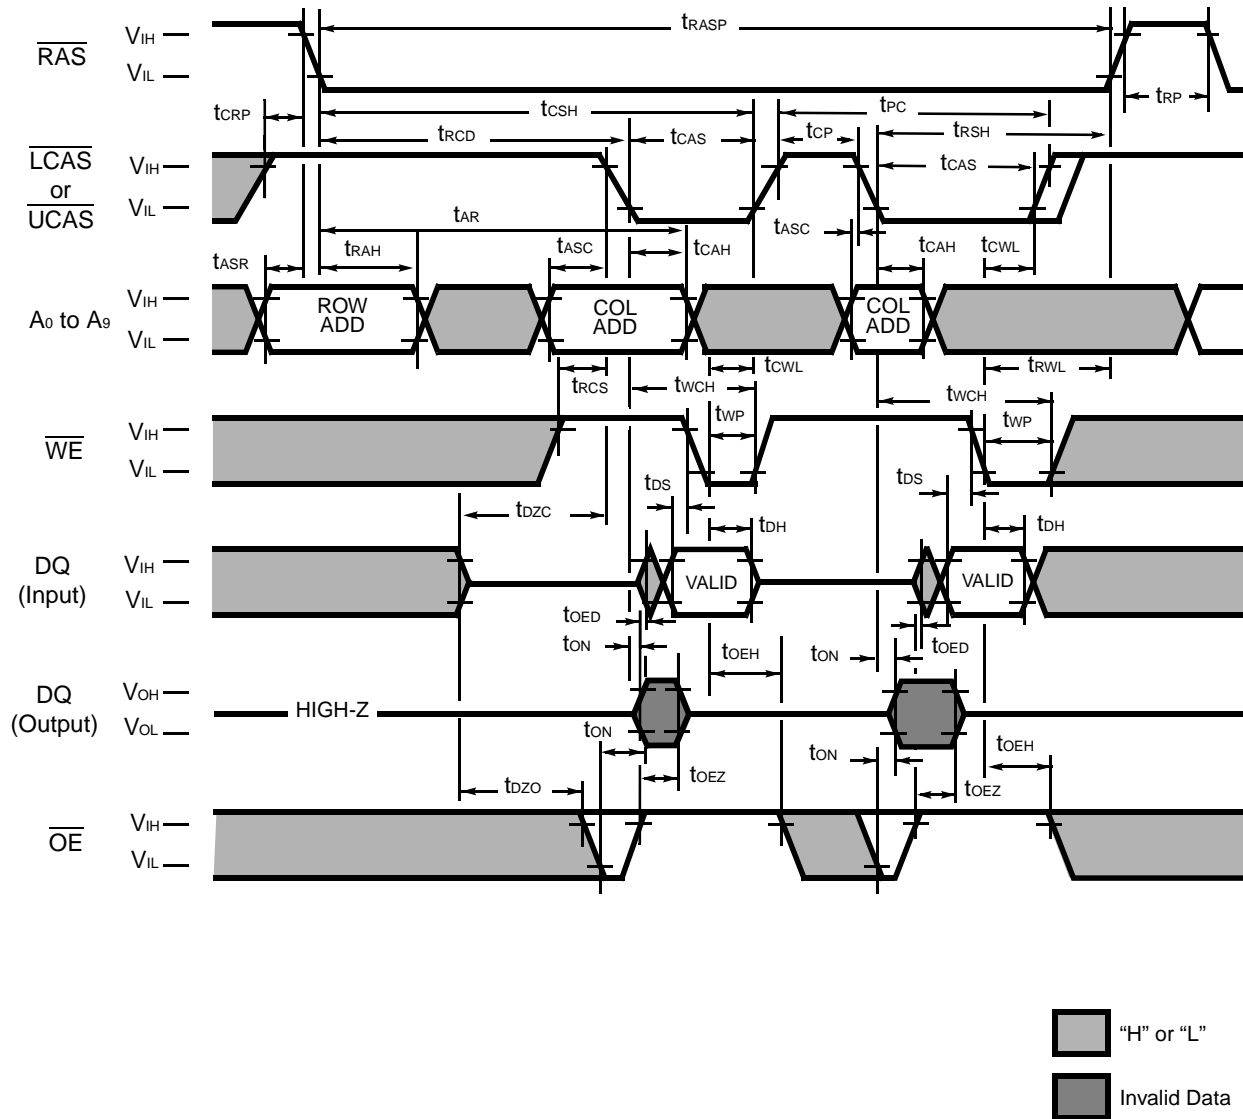 tRASP
VIH
RAS
VIL
tRP
tCRP
tCSH
tPC
tRCD
tCAS
tCP
tRSH
LCAS
or
UCAS
VIH
VIL
tCAS
tAR
tASC
tRAH
tASC
tCAH
tCAH
tCWL
tASR
A0 to A9
VIH
VIL
ROW
ADD
COL
ADD
COL
ADD
tRCS
tWCH
tCWL
tRWL
tWCH
tWP
tWP
WE
VIH
VIL
tDS
tDS
tDZC
tDH
tDH
DQ
(Input)
VIH
VIL
VALID
VALID
tOED
tOED
tON
tOEH
tON
DQ
(Output)
VOH
VOL
HIGH-Z
tON
tON
tOEH
tOEZ
tOEZ
tDZO
OE
VIH
VIL
“H” or “L”
Invalid Data